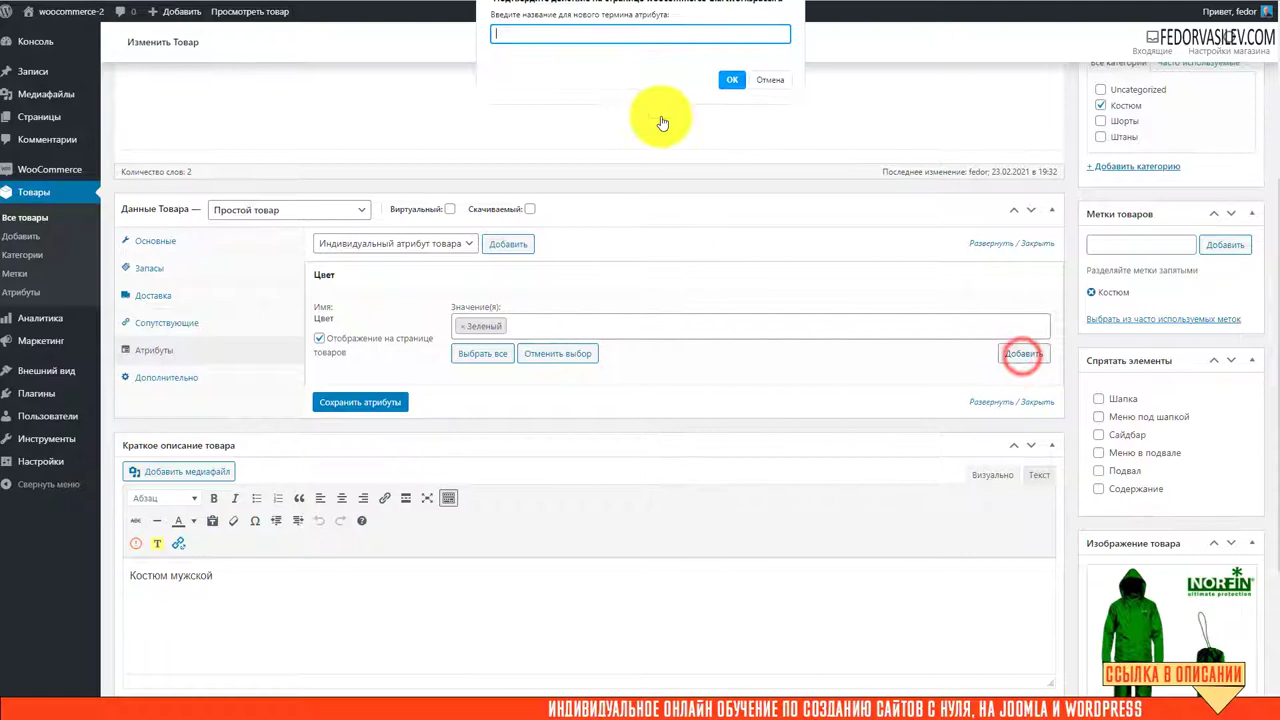 woocommerce-2
0
Добавить
Просмотреть товар
Привет, fedor
Изменить Товар
FEDORVASILEV.COM
Входящие
Настройки магазина
Введите название для нового термина атрибута:
OK
Отмена
Консоль
Записи
Медиафайлы
Страницы
Комментарии
WooCommerce
Товары
Все товары
Добавить
Категории
Метки
Атрибуты
Аналитика
Маркетинг
Внешний вид
Плагины
Пользователи
Инструменты
Настройки
Свернуть меню
Количество слов: 2
Последнее изменение: fedor; 23.02.2021 в 19:32
Данные Товара —
Простой товар
Виртуальный:
Скачиваемый:
Основные
Запасы
Доставка
Сопутствующие
Атрибуты
Дополнительно
Индивидуальный атрибут товара
Добавить
Развернуть / Закрыть
Цвет
Имя:
Цвет
Отображение на странице
товаров
Значение(я):
× Зеленый
Выбрать все
Отменить выбор
Добавить
Сохранить атрибуты
Развернуть / Закрыть
Краткое описание товара
Добавить медиафайл
Визуально
Текст
Абзац
Костюм мужской
Все категории
Часто используемые
Uncategorized
Костюм
Шорты
Штаны
+ Добавить категорию
Метки товаров
Добавить
Разделяйте метки запятыми
Костюм
Выбрать из часто используемых меток
Спрятать элементы
Шапка
Меню под шапкой
Сайдбар
Меню в подвале
Подвал
Содержание
Изображение товара
NORFIN
ultimate protection
ССЫЛКА В ОПИСАНИИ
ИНДИВИДУАЛЬНОЕ ОНЛАЙН ОБУЧЕНИЕ ПО СОЗДАНИЮ САЙТОВ С НУЛЯ, НА JOOMLA И WORDPRESS